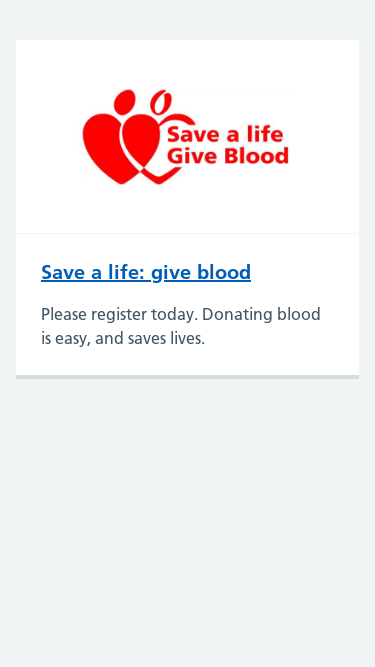 Save a life
Give Blood
Save a life: give blood
Please register today. Donating blood
is easy, and saves lives.